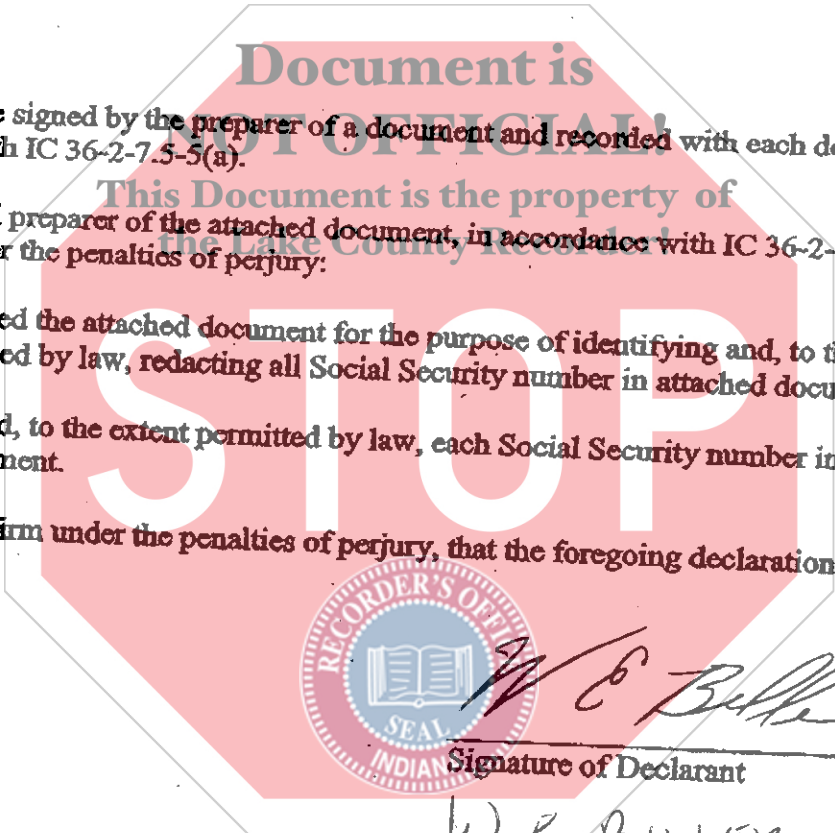 Document is
signed by the preparer of a document and recorded with each
NOT OFFICIAL!
IC 36-2-7.5-5(a).
This Document is the property of
preparer of the attached document, in accordance with IC 36-2-
the Lake County Recorder!
the penalties of perjury:
ed the attached document for the purpose of identifying and, to
ed by law, redacting all Social Security number in attached docu
STOP
d, to the extent permitted by law, each Social Security number in
ment.
irm under the penalties of perjury, that the foregoing declaration
RECORDER'S OFFI
SEAL
INDIANA
Signature of Declarant